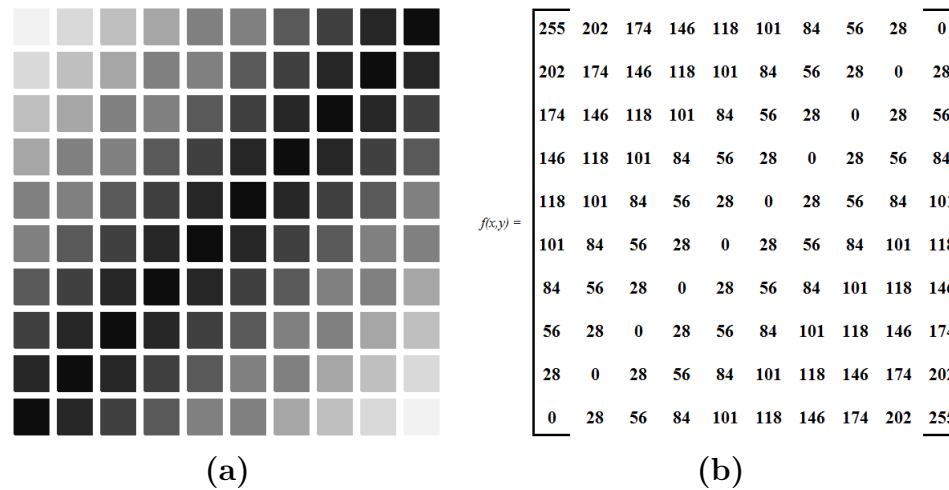 255 202 174 146 118 101 84 56 28 0
202 174 146 118 101 84 56 28 0 28
174 146 118 101 84 56 28 0 28 56
146 118 101 84 56 28 0 28 56 84
118 101 84 56 28 0 28 56 84 101
f(x,y) =
101 84 56 28 0 28 56 84 101 118
84 56 28 0 28 56 84 101 118 146
56 28 0 28 56 84 101 118 146 174
28 0 28 56 84 101 118 146 174 202
0 28 56 84 101 118 146 174 202 255
(a) (b)